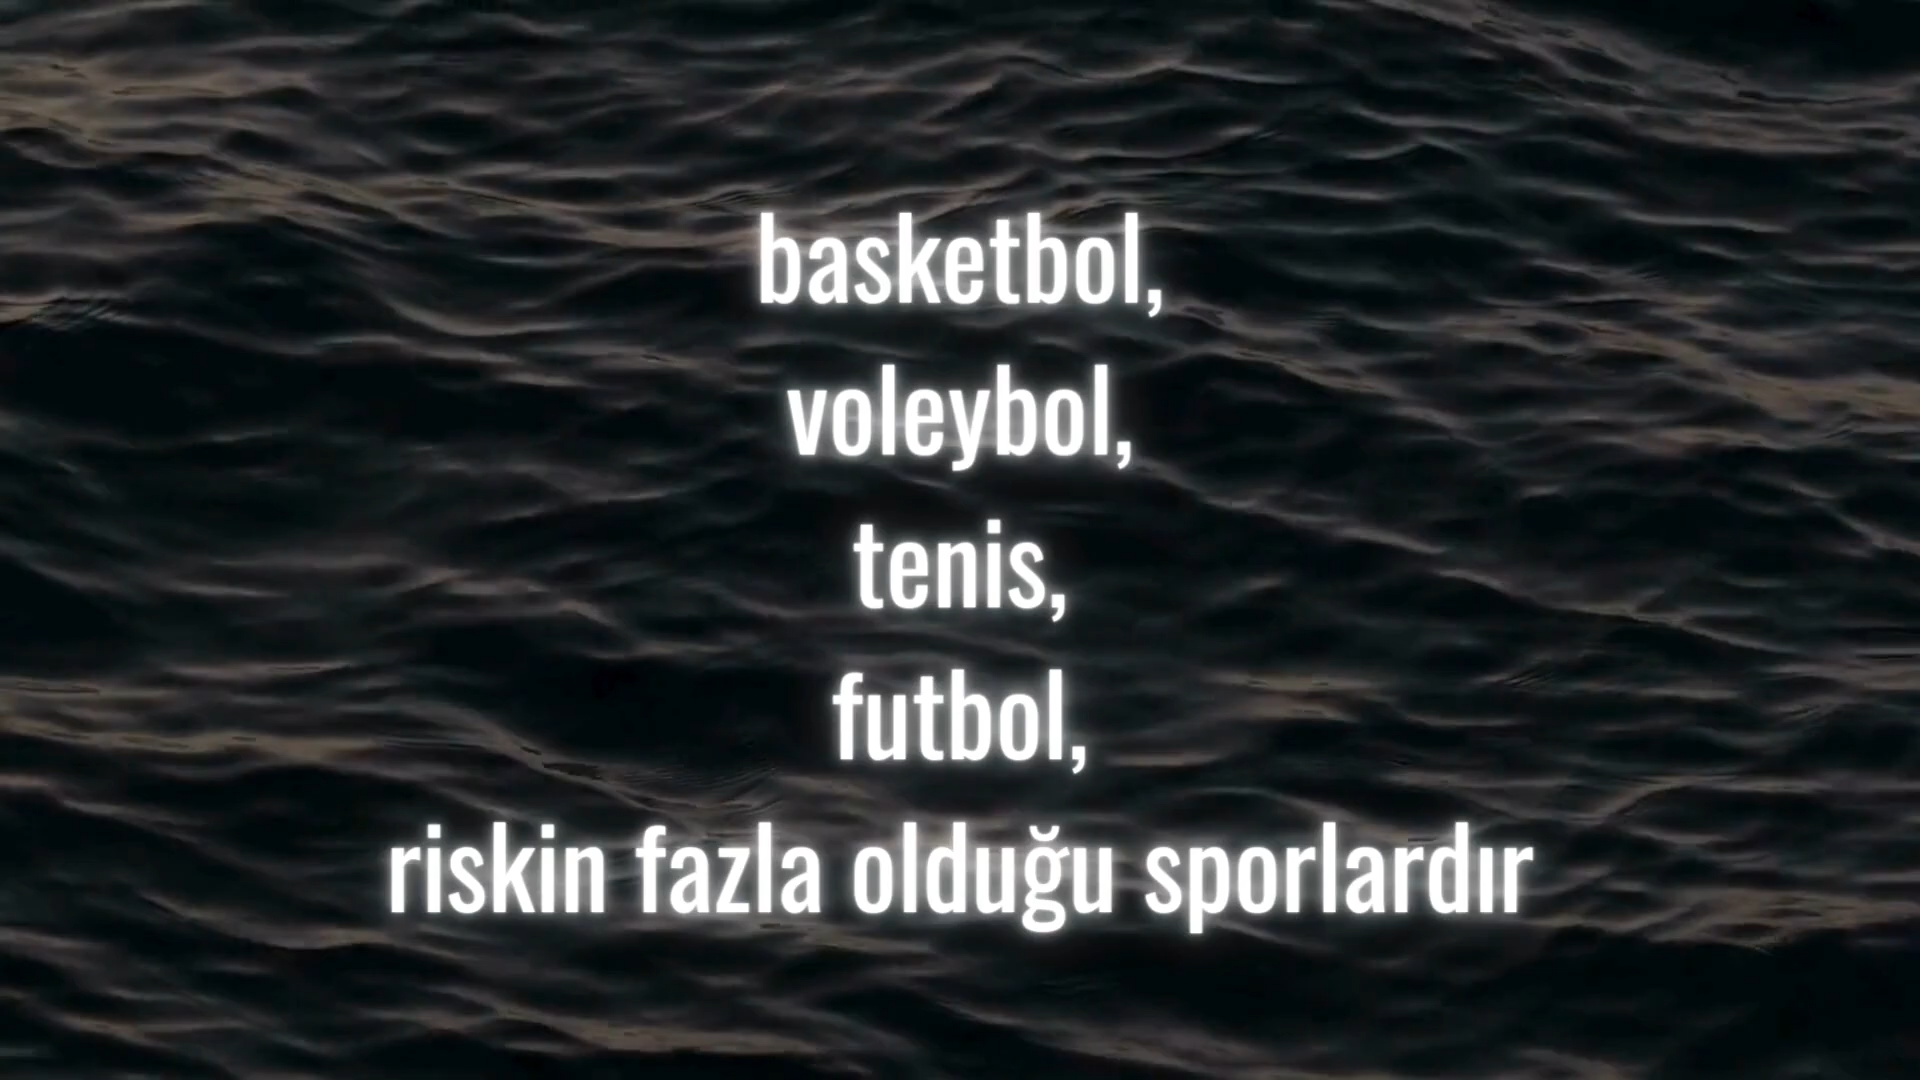 basketbol,
voleybol,
tenis,
futbol,
riskin fazla olduğu sporlardır